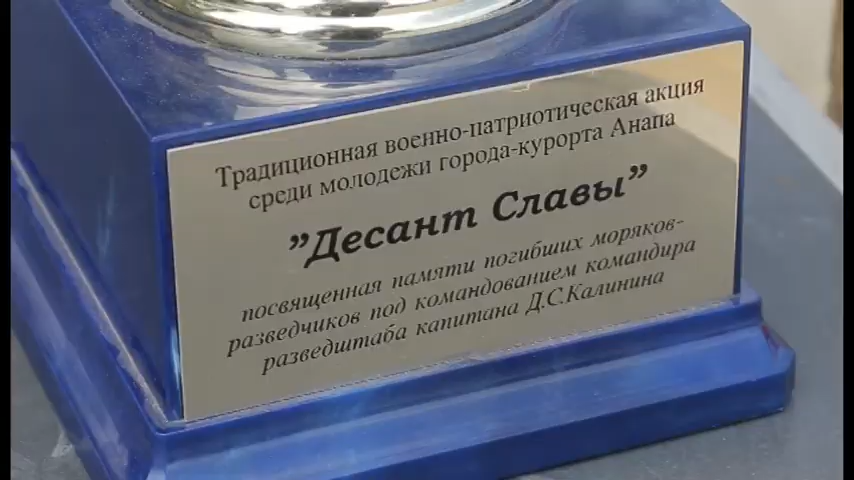 Традиционная военно-патриотическая акция
среди молодежи города-курорта Анапа
”Десант Славы”
посвященная памяти погибших моряков-
разведчиков под командованием командира
разведштаба капитана Д.С.Калинина